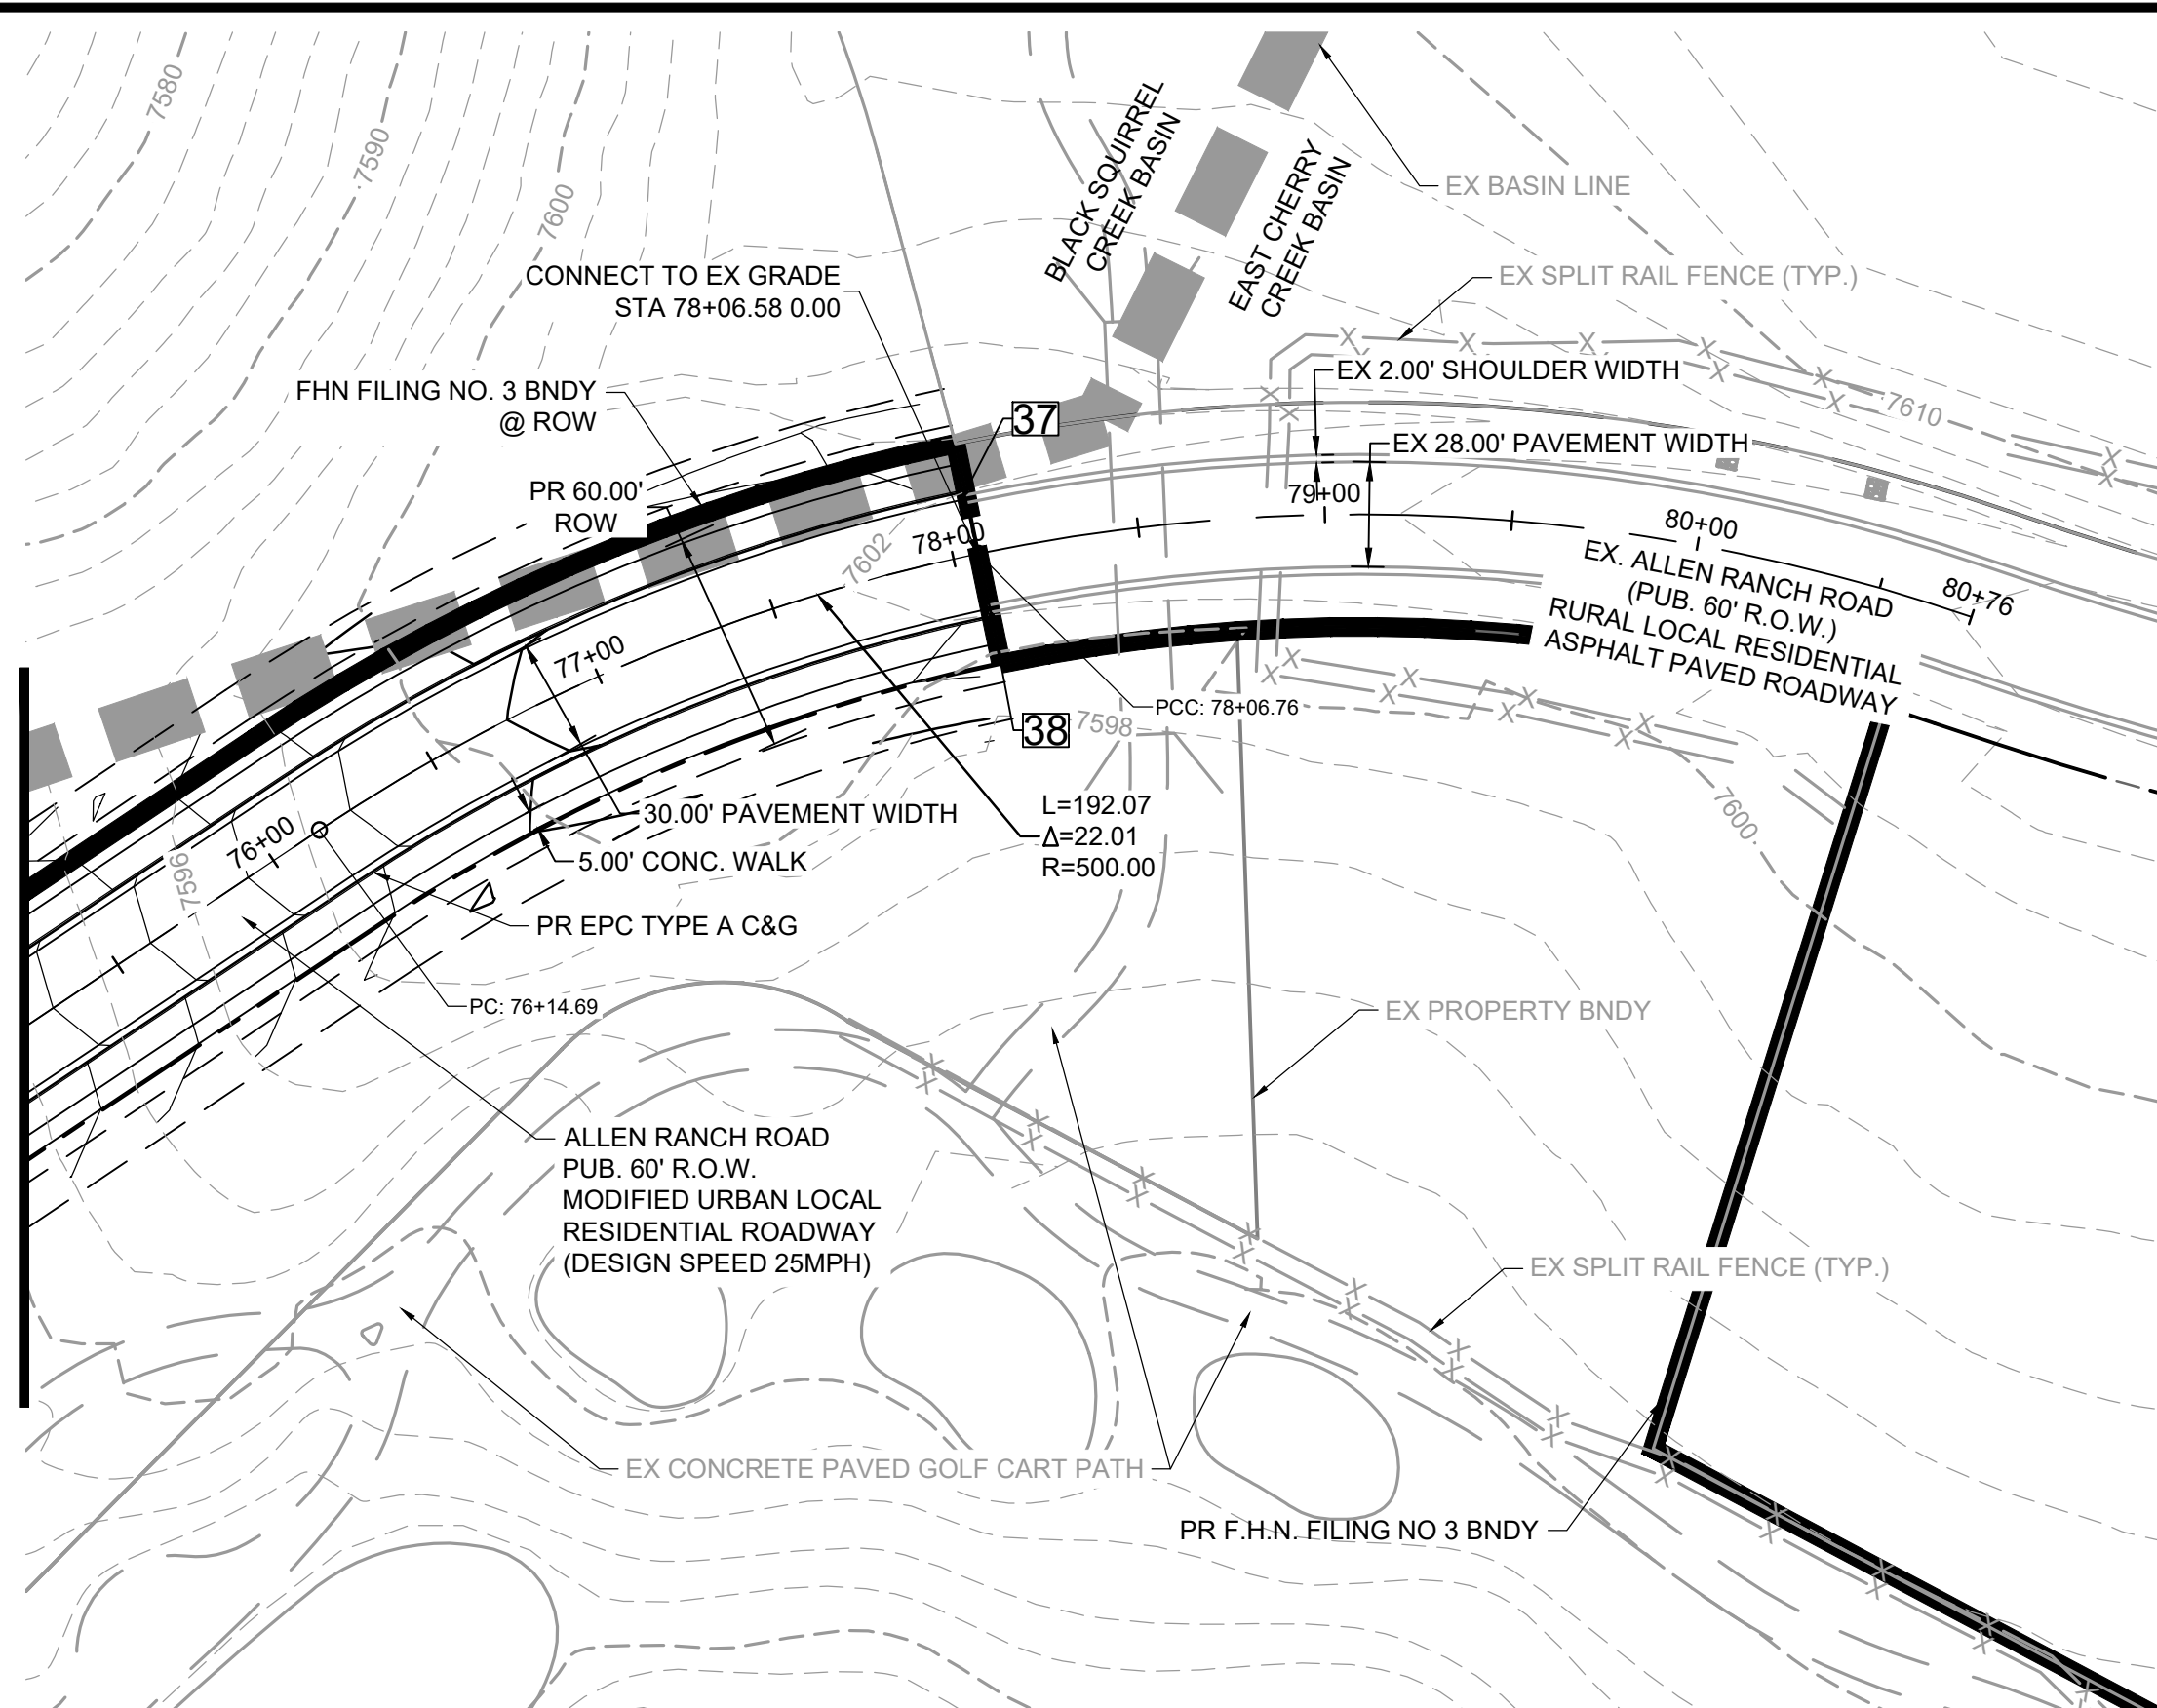 7580
7590
7600
BLACK SQUIRREL
CREEK BASIN
EAST CHERRY
CREEK BASIN
EX BASIN LINE
CONNECT TO EX GRADE
STA 78+06.58 0.00
EX SPLIT RAIL FENCE (TYP.)
FHN FILING NO. 3 BNDY
@ ROW
37
EX 2.00' SHOULDER WIDTH
7610
EX 28.00' PAVEMENT WIDTH
PR 60.00'
ROW
79+00
78+00
7602
80+00
80+76
EX. ALLEN RANCH ROAD
(PUB. 60' R.O.W.)
RURAL LOCAL RESIDENTIAL
ASPHALT PAVED ROADWAY
77+00
PCC: 78+06.76
38
7598
7600
30.00' PAVEMENT WIDTH
L=192.07
Δ=22.01
R=500.00
76+00
7596
5.00' CONC. WALK
PR EPC TYPE A C&G
PC: 76+14.69
EX PROPERTY BNDY
ALLEN RANCH ROAD
PUB. 60' R.O.W.
MODIFIED URBAN LOCAL
RESIDENTIAL ROADWAY
(DESIGN SPEED 25MPH)
EX SPLIT RAIL FENCE (TYP.)
EX CONCRETE PAVED GOLF CART PATH
PR F.H.N. FILING NO 3 BNDY